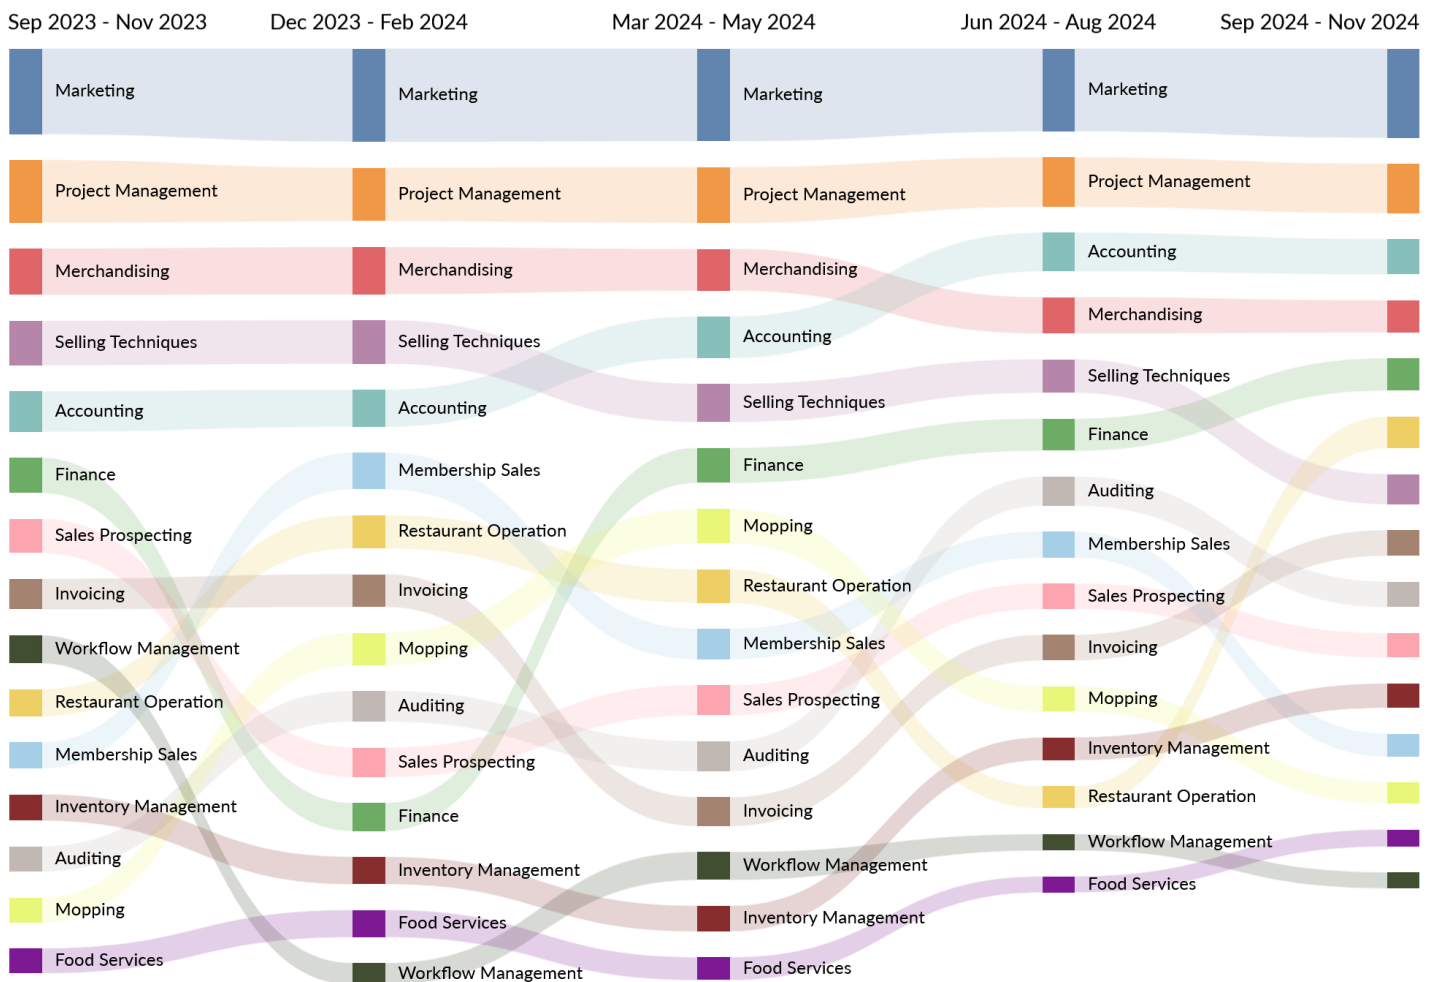 Sep 2023 - Nov 2023
Dec 2023 - Feb 2024
Mar 2024 - May 2024
Jun 2024 - Aug 2024
Sep 2024 - Nov 2024
Marketing
Project Management
Merchandising
Selling Techniques
Accounting
Finance
Sales Prospecting
Invoicing
Workflow Management
Restaurant Operation
Membership Sales
Inventory Management
Auditing
Mopping
Food Services
Marketing
Project Management
Merchandising
Selling Techniques
Accounting
Membership Sales
Restaurant Operation
Invoicing
Mopping
Auditing
Sales Prospecting
Finance
Inventory Management
Food Services
Workflow Management
Marketing
Project Management
Merchandising
Accounting
Selling Techniques
Finance
Mopping
Restaurant Operation
Membership Sales
Sales Prospecting
Auditing
Invoicing
Workflow Management
Inventory Management
Food Services
Marketing
Project Management
Accounting
Merchandising
Selling Techniques
Finance
Auditing
Membership Sales
Sales Prospecting
Invoicing
Mopping
Inventory Management
Restaurant Operation
Workflow Management
Food Services